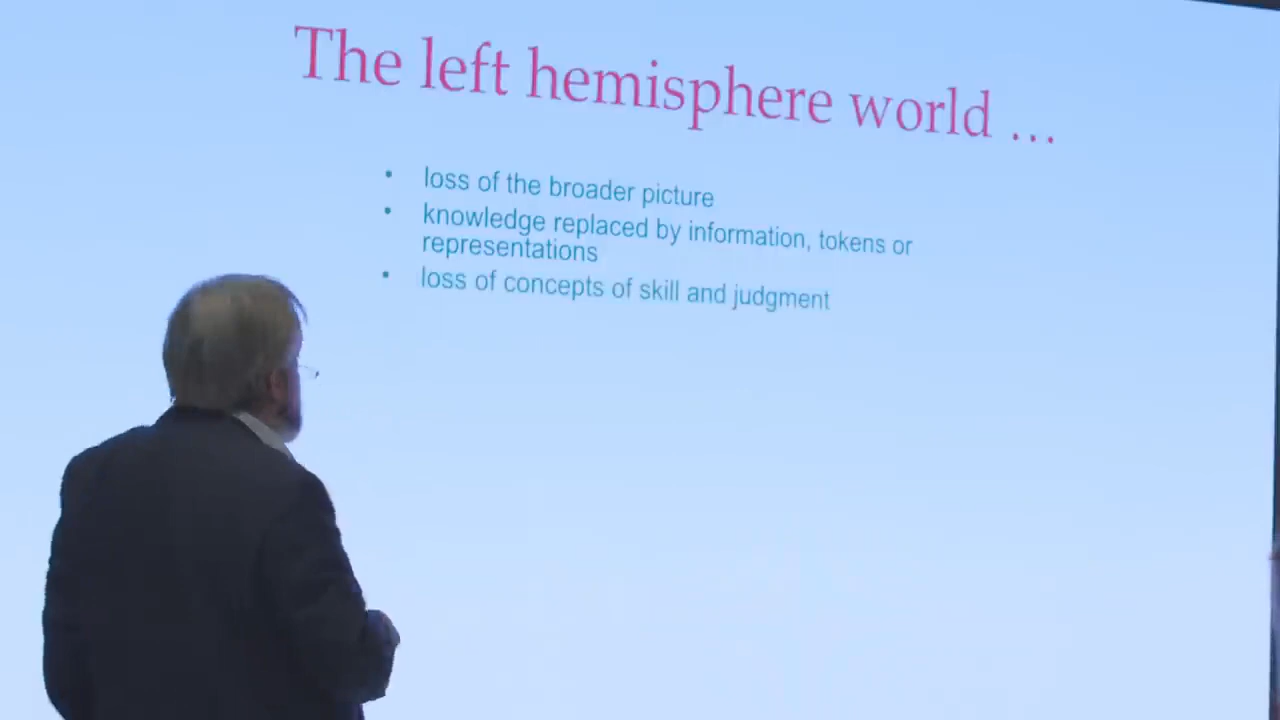 The left hemisphere world ...
• loss of the broader picture
• knowledge replaced by information, tokens or
representations
• loss of concepts of skill and judgment